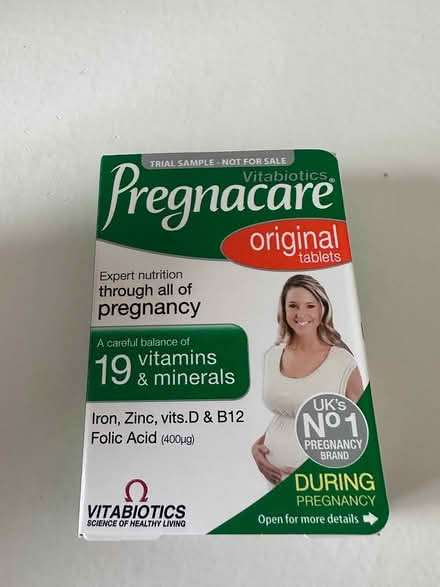 TRIAL SAMPLE - NOT FOR SALE
Vitabiotics
Pregnacare®
original
tablets
Expert nutrition
through all of
pregnancy
A careful balance of
19 vitamins
& minerals
Iron, Zinc, vits.D & B12
Folic Acid (400µg)
UK's
No1
PREGNANCY
BRAND
VITABIOTICS
SCIENCE OF HEALTHY LIVING
DURING
PREGNANCY
Open for more details